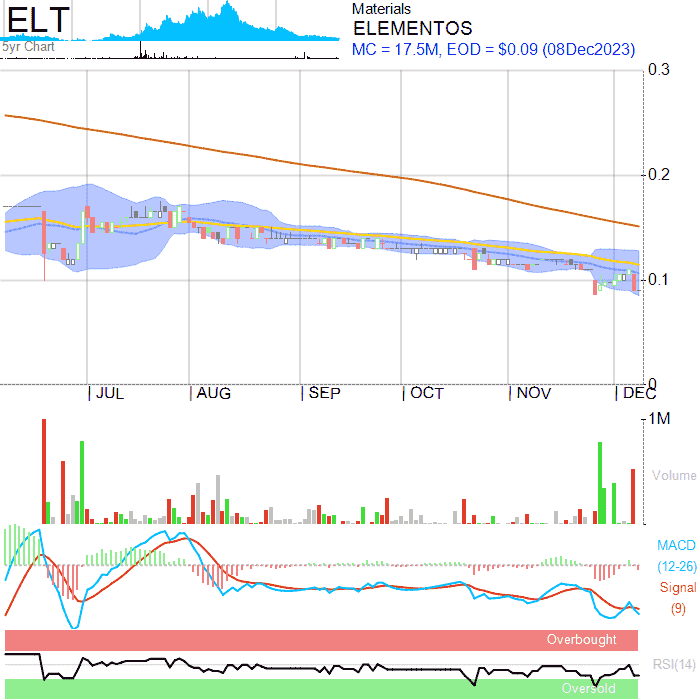 ELT
5yr Chart
Materials
ELEMENTOS
MC = 17.5M, EOD = $0.09 (08Dec2023)
0.3
0.2
0.1
0
JUL AUG SEP OCT NOV DEC
1M
Volume
MACD
(12-26)
Signal
(9)
Overbought
RSI(14)
Oversold